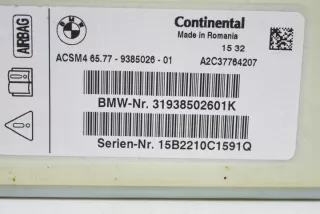 AIRBAG
Continental
Made in Romania
15 32
ACSM4 65.77 - 9385026 - 01
A2C37764207
BMW-Nr. 31938502601K
Serien-Nr. 15B2210C1591Q